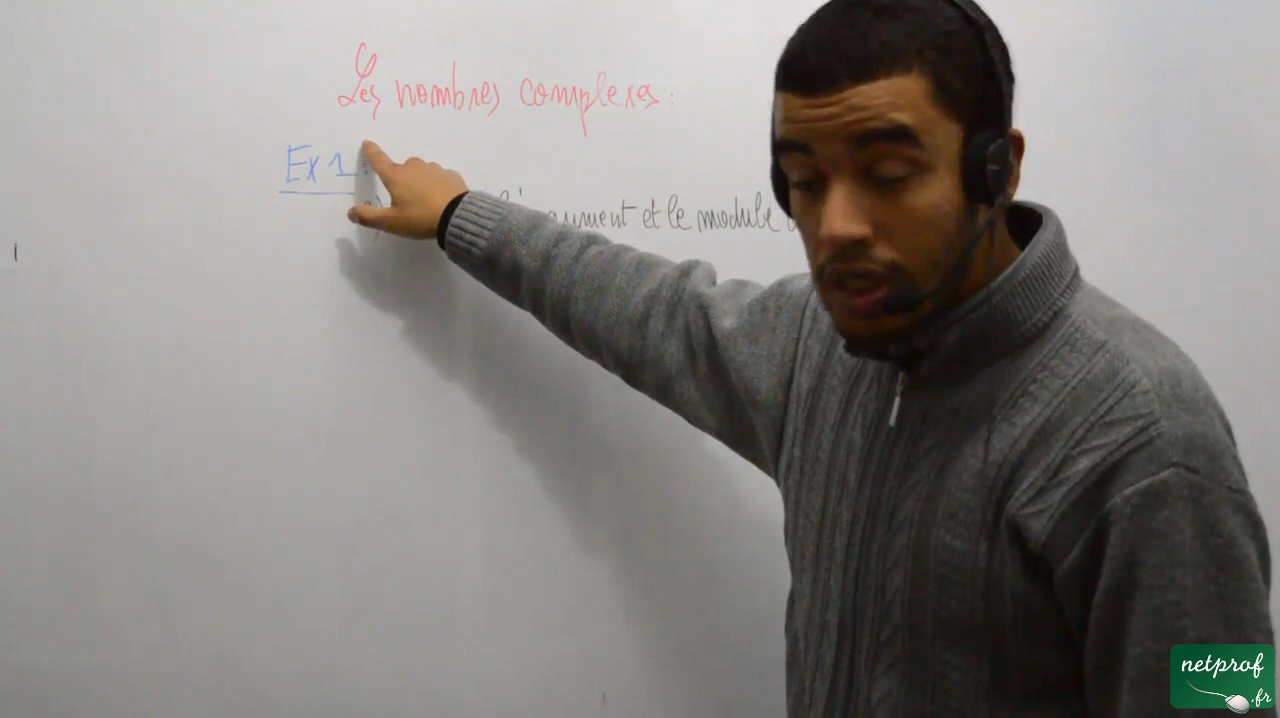 Les nombres complexes :
Ex 1 :
et le module
netprof
.fr